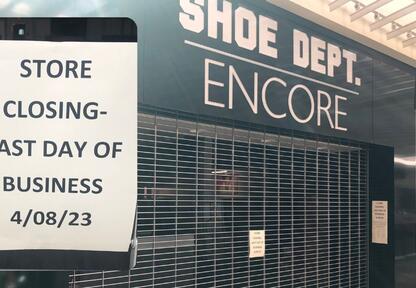 STORE
CLOSING-
AST DAY OF
BUSINESS
4/08/23
SHOE DEPT.
ENCORE